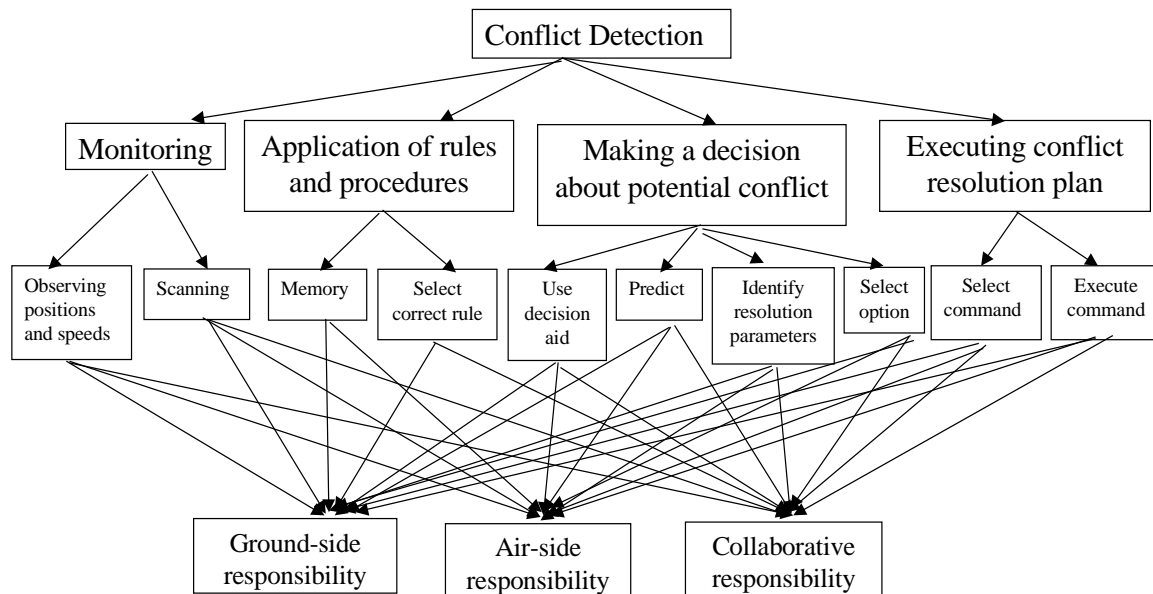 Conflict Detection
Monitoring
Application of rules
and procedures
Making a decision
about potential conflict
Executing conflict
resolution plan
Observing
positions
and speeds
Scanning
Memory
Select
correct rule
Use
decision
aid
Predict
Identify
resolution
parameters
Select
option
Select
command
Execute
command
Ground-side
responsibility
Air-side
responsibility
Collaborative
responsibility